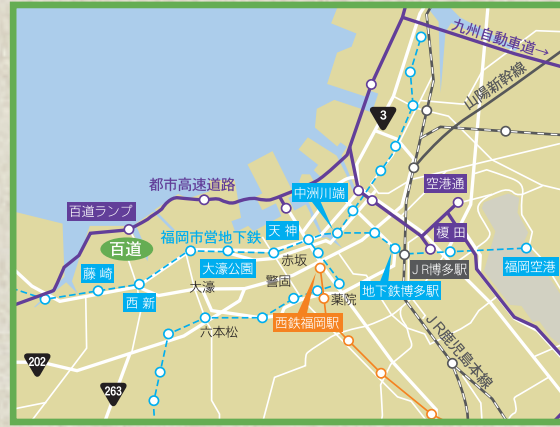 九州自動車道→
山陽新幹線
3
都市高速道路
中洲川端
空港通
百道ランプ
百道
福岡市営地下鉄
天神
榎田
赤坂
大濠公園
JR博多駅
福岡空港
藤崎
西新
大濠
警固
地下鉄博多駅
薬院
西鉄福岡駅
六本松
JR鹿児島本線
202
263